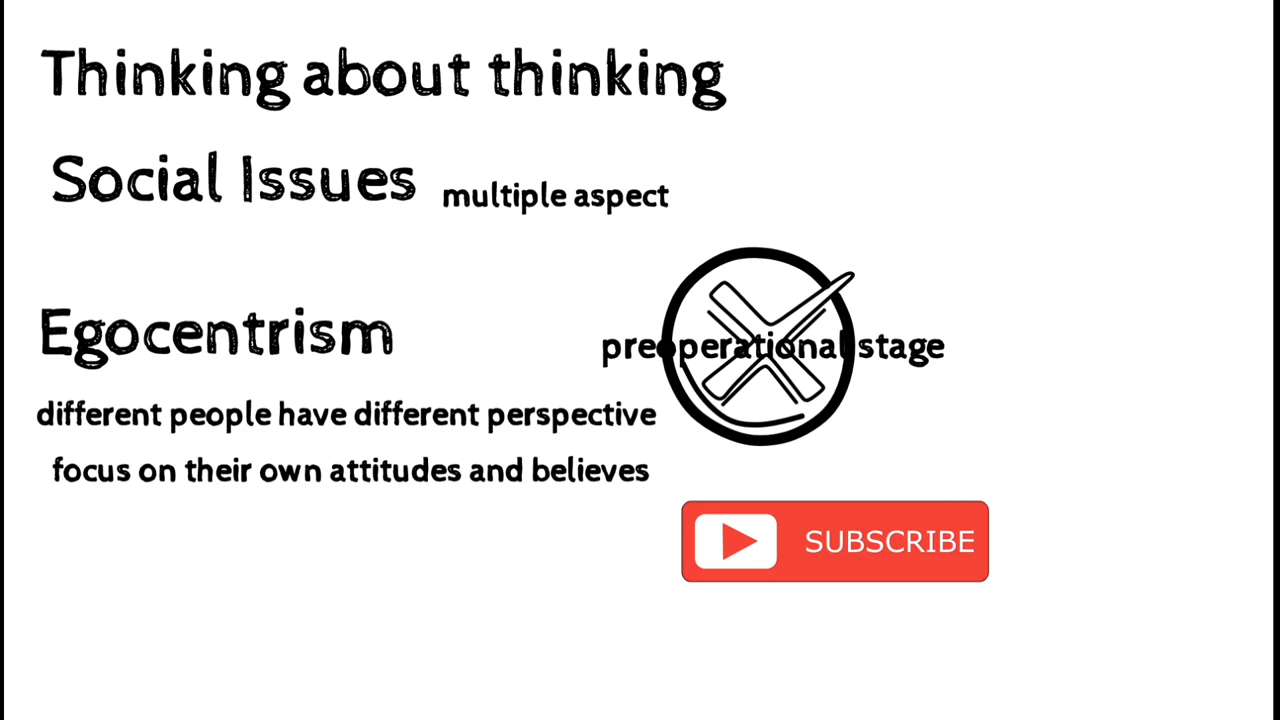 Thinking about thinking
Social Issues multiple aspect
Egocentrism preoperational stage
different people have different perspective
focus on their own attitudes and believes
SUBSCRIBE